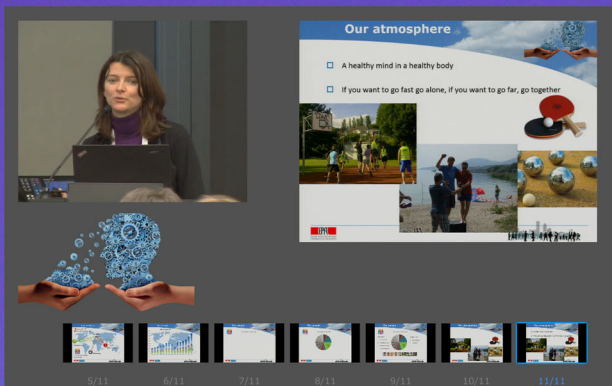 Our atmosphere
A healthy mind in a healthy body
If you want to go fast go alone, if you want to go far, go together
EPFL
5/11
6/11
7/11
8/11
9/11
10/11
11/11